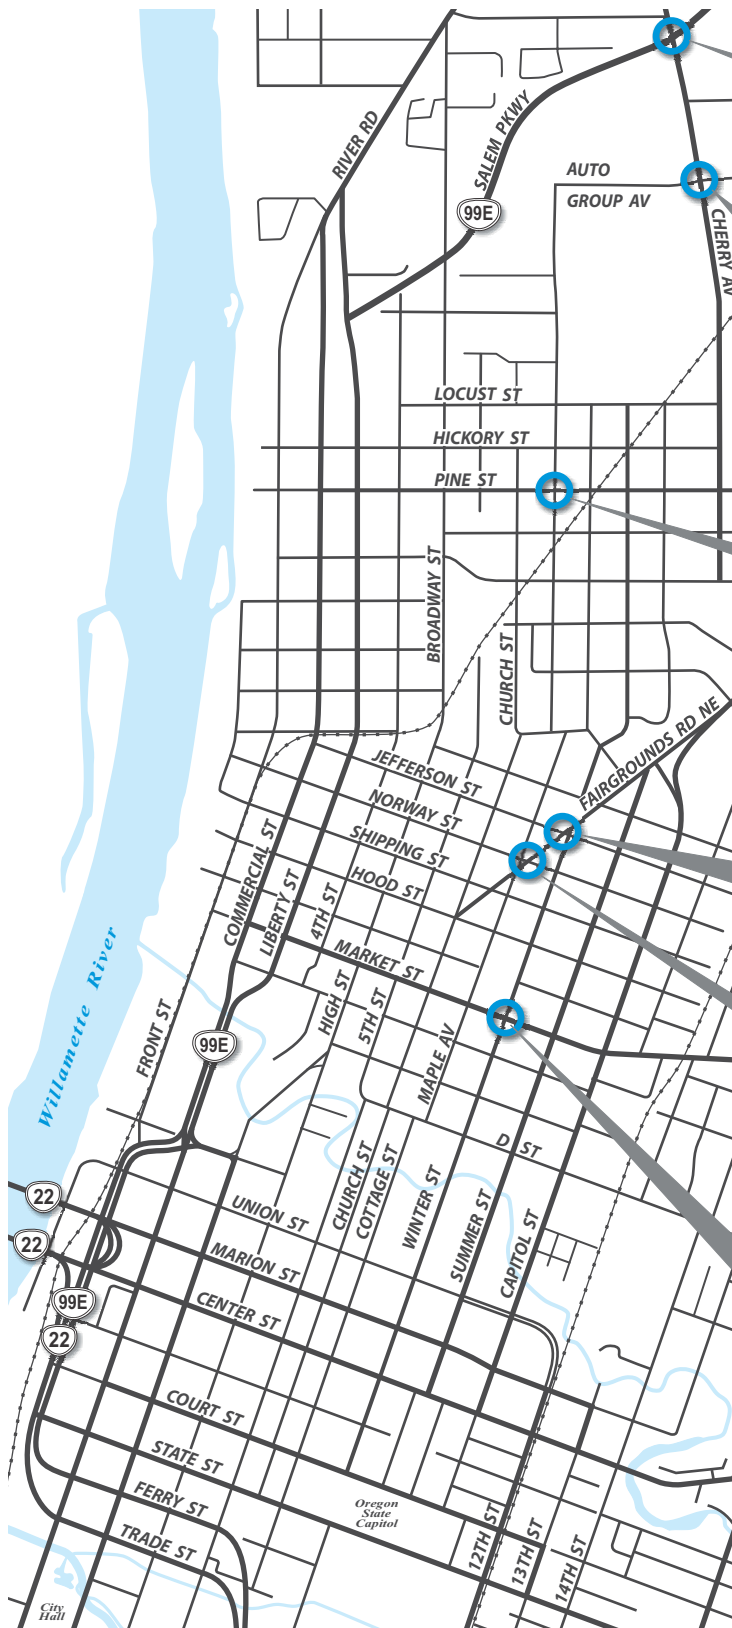 RIVER RD
SALEM PKWY
99E
AUTO
GROUP AV
CHERRY AV
LOCUST ST
HICKORY ST
PINE ST
BROADWAY ST
CHURCH ST
FAIRGROUNDS RD NE
JEFFERSON ST
NORWAY ST
SHIPPING ST
HOOD ST
COMMERCIAL ST
LIBERTY ST
4TH ST
MARKET ST
Willamette River
FRONT ST
99E
HIGH ST
5TH ST
MAPLE AV
D ST
CHURCH ST
COTTAGE ST
WINTER ST
SUMMER ST
CAPITOL ST
22
UNION ST
22
MARION ST
99E
CENTER ST
22
COURT ST
STATE ST
FERRY ST
Oregon
State
Capitol
TRADE ST
12TH ST
13TH ST
14TH ST
City
Hall